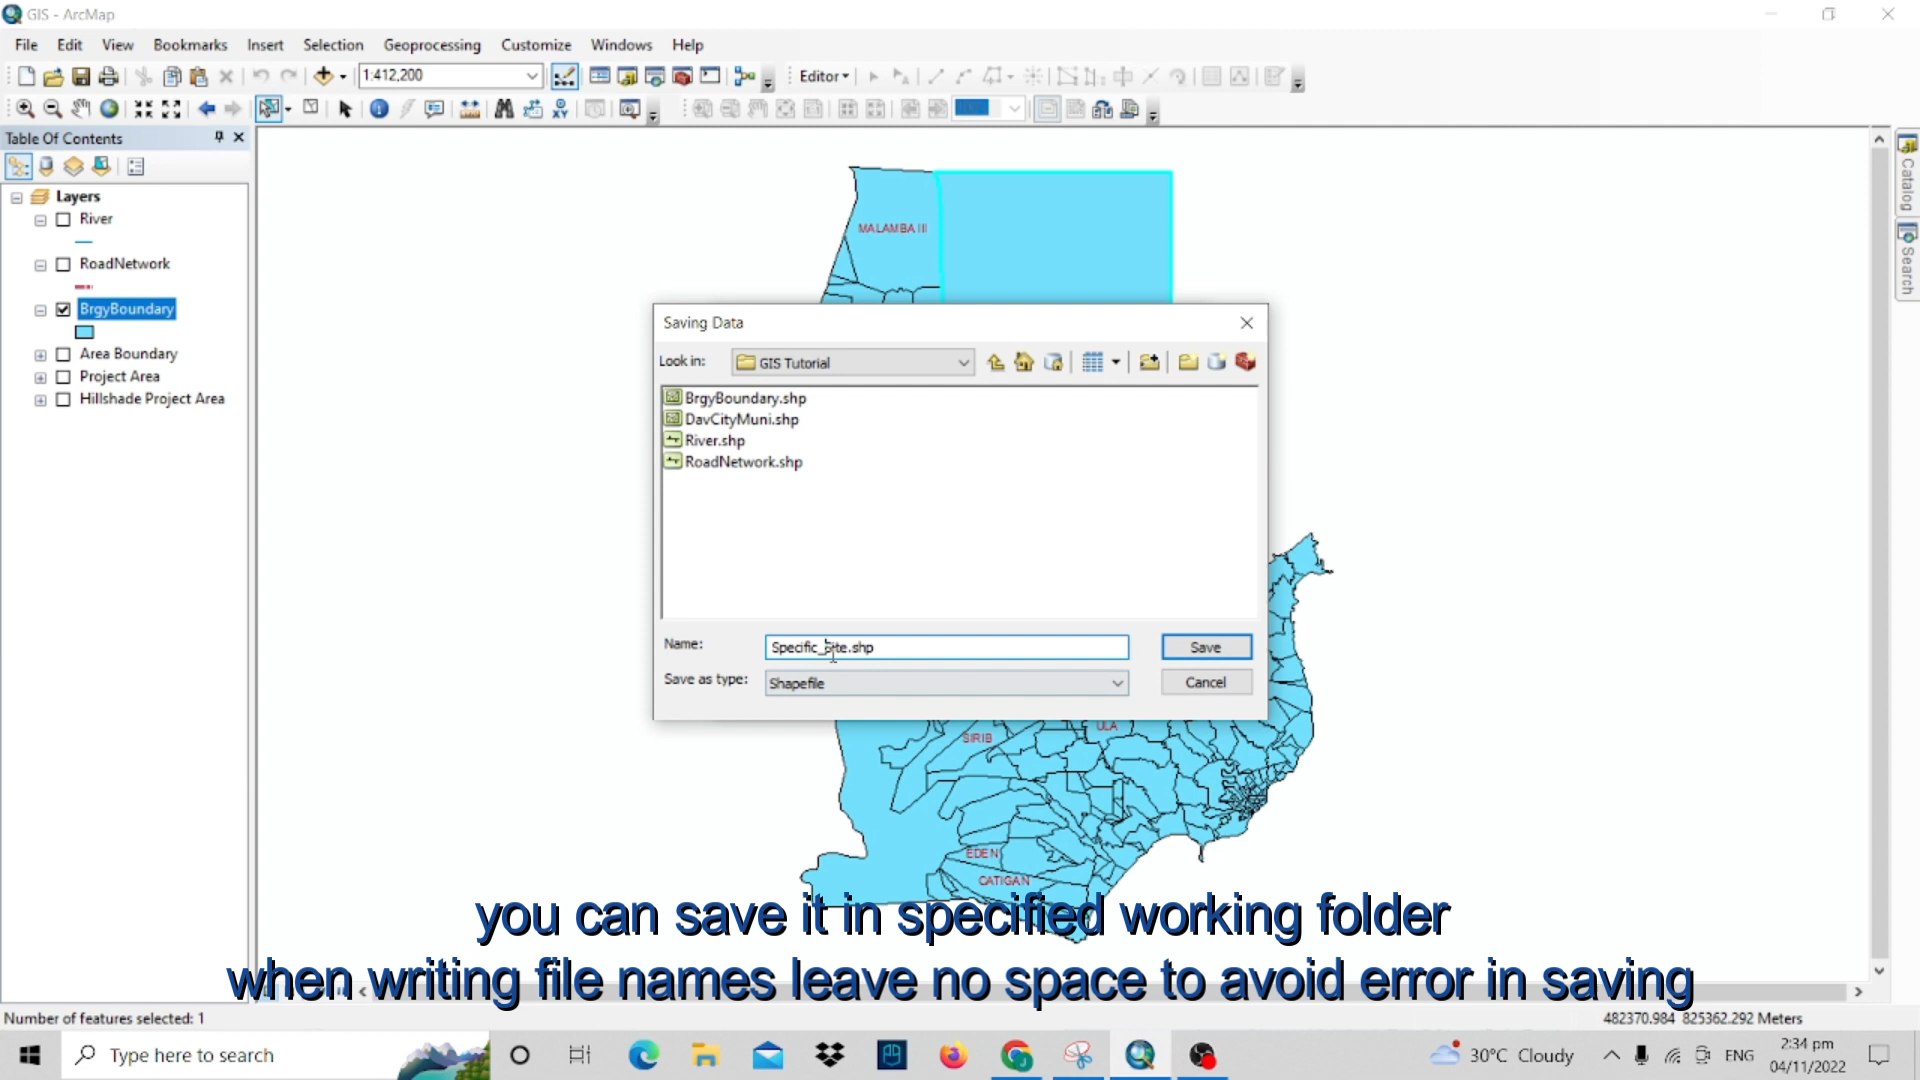 GIS - ArcMap
File Edit View Bookmarks Insert Selection Geoprocessing Customize Windows Help
1:412,200
Editor
Table Of Contents
Layers
River
RoadNetwork
BrgyBoundary
Area Boundary
Project Area
Hillshade Project Area
MALAMBA III
Saving Data
Look in: GIS Tutorial
BrgyBoundary.shp
DavCityMuni.shp
River.shp
RoadNetwork.shp
Name: Specific_Site.shp Save
Save as type: Shapefile Cancel
ULA
SIRIB
EDEN
CATIGAN
Catalog
Search
you can save it in specified working folder
when writing file names leave no space to avoid error in saving
Number of features selected: 1
482370.984 825362.292 Meters
Type here to search
30°C Cloudy
ENG
2:34 pm
04/11/2022